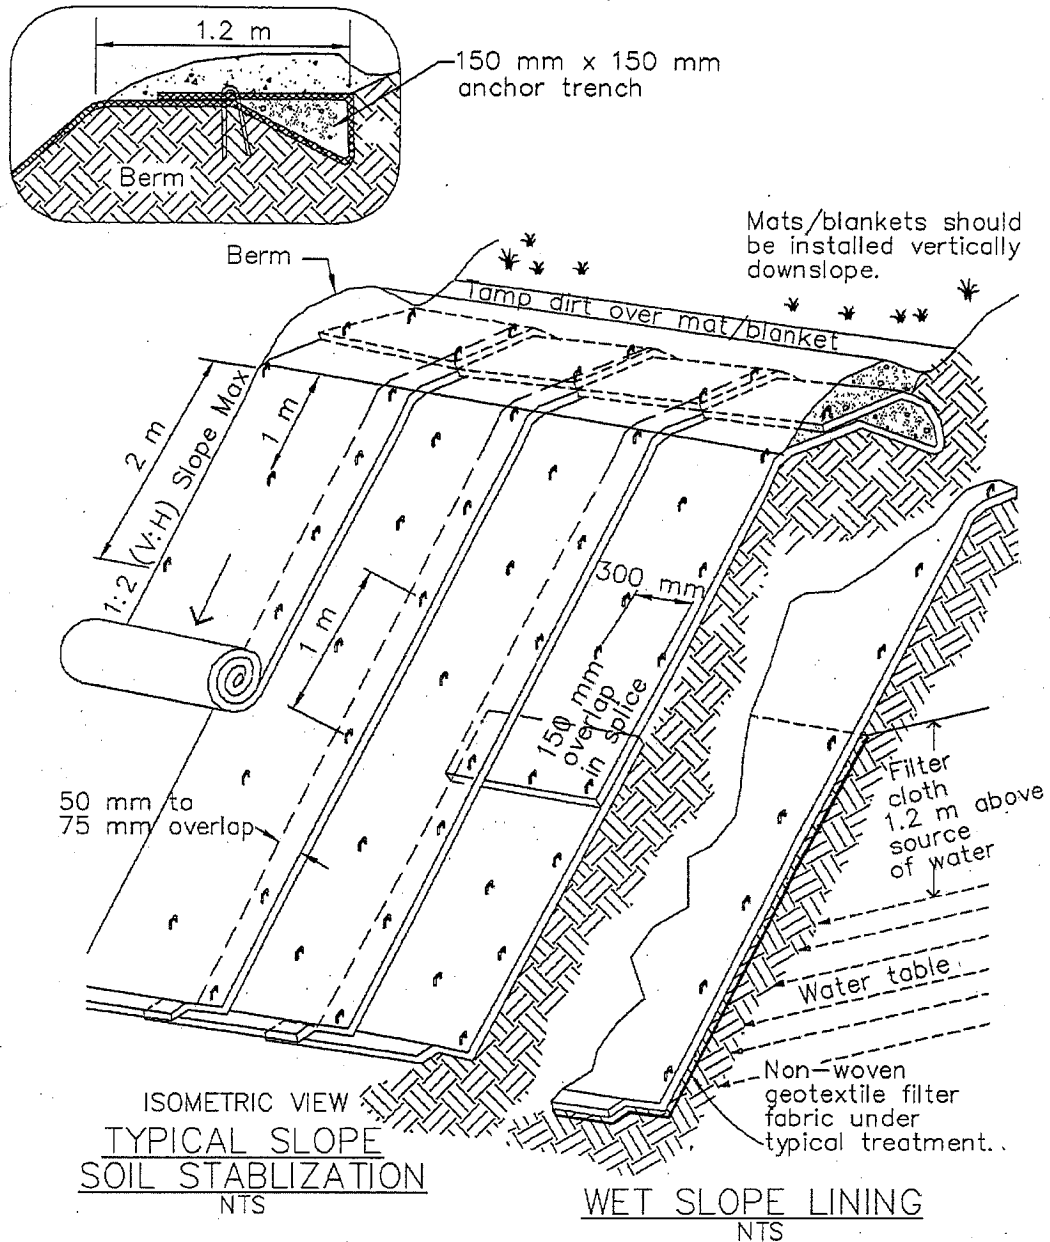 1.2 m
150 mm x 150 mm
anchor trench
Berm
Mats/blankets should
be installed vertically
downslope.
Berm
Tamp dirt over mat/blanket
2 m
1 m
1:2 (V:H) Slope Max
300 mm
1 m
150 mm
overlap
in splice
50 mm to
75 mm overlap
Filter
cloth
1.2 m above
source
of water
Water table
Non-woven
geotextile filter
fabric under
typical treatment.
ISOMETRIC VIEW
TYPICAL SLOPE
SOIL STABLIZATION
NTS
WET SLOPE LINING
NTS